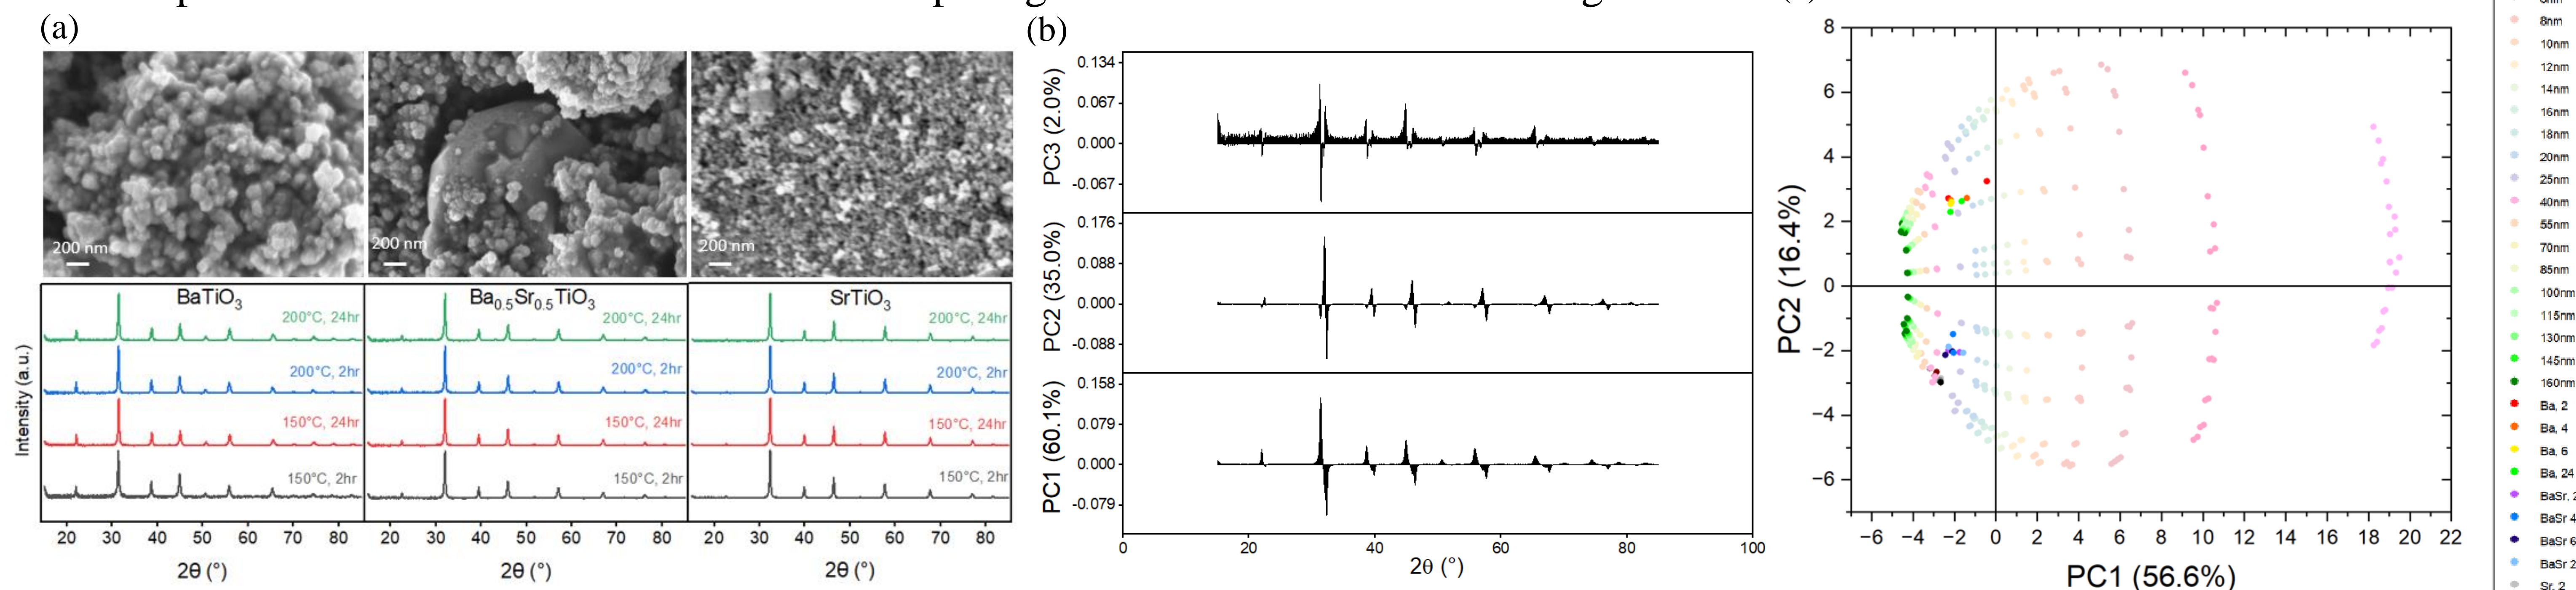 (a)
200 nm
200 nm
200 nm
BaTiO3
Ba0.5Sr0.5TiO3
SrTiO3
200°C, 24hr
200°C, 24hr
200°C, 24hr
200°C, 2hr
200°C, 2hr
200°C, 2hr
150°C, 24hr
150°C, 24hr
150°C, 24hr
150°C, 2hr
150°C, 2hr
150°C, 2hr
Intensity (a.u.)
20 30 40 50 60 70 80
20 30 40 50 60 70 80
20 30 40 50 60 70 80
2θ (°)
2θ (°)
2θ (°)
(b)
PC3 (2.0%)
0.134
0.067
0.000
-0.067
PC2 (35.0%)
0.176
0.088
0.000
-0.088
PC1 (60.1%)
0.158
0.079
0.000
-0.079
0 20 40 60 80 100
2θ (°)
PC2 (16.4%)
8
6
4
2
0
−2
−4
−6
−6 −4 −2 0 2 4 6 8 10 12 14 16 18 20 22
PC1 (56.6%)
8nm
10nm
12nm
14nm
16nm
18nm
20nm
25nm
40nm
55nm
70nm
85nm
100nm
115nm
130nm
145nm
160nm
Ba, 2
Ba, 4
Ba, 6
Ba, 24
BaSr, 2
BaSr 4
BaSr 6
BaSr 2
Sr, 2